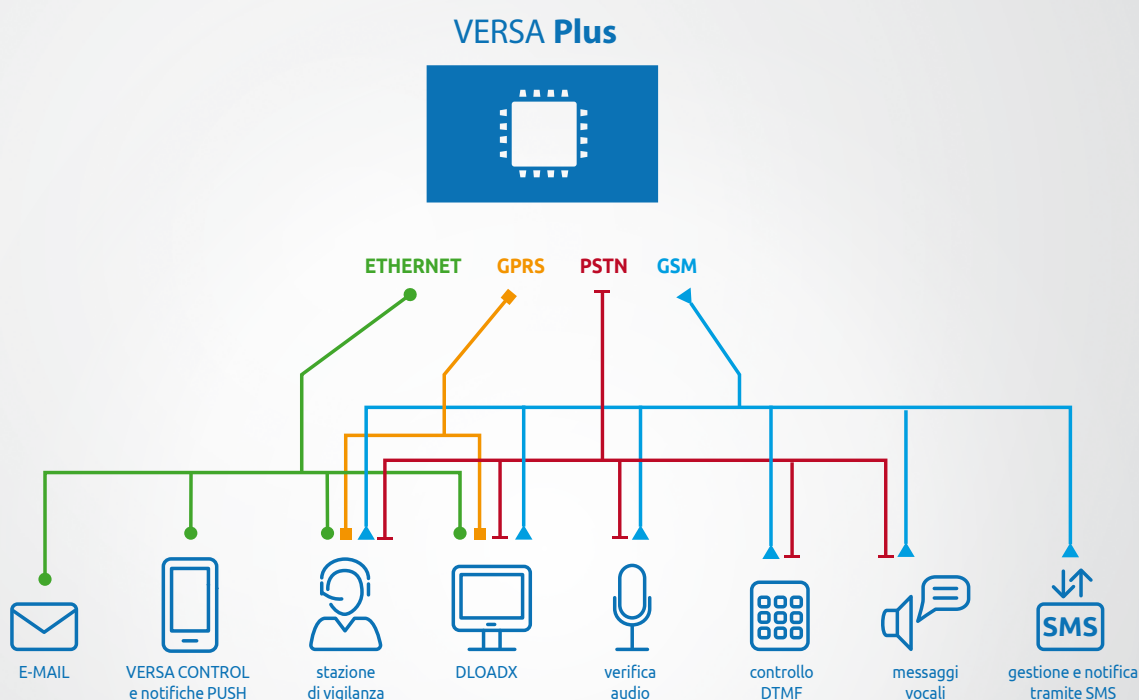 VERSA Plus
ETHERNET GPRS PSTN GSM
SMS
E-MAIL
VERSA CONTROL
e notifiche PUSH
stazione
di vigilanza
DLOADX
verifica
audio
controllo
DTMF
messaggi
vocali
gestione e notifica
tramite SMS